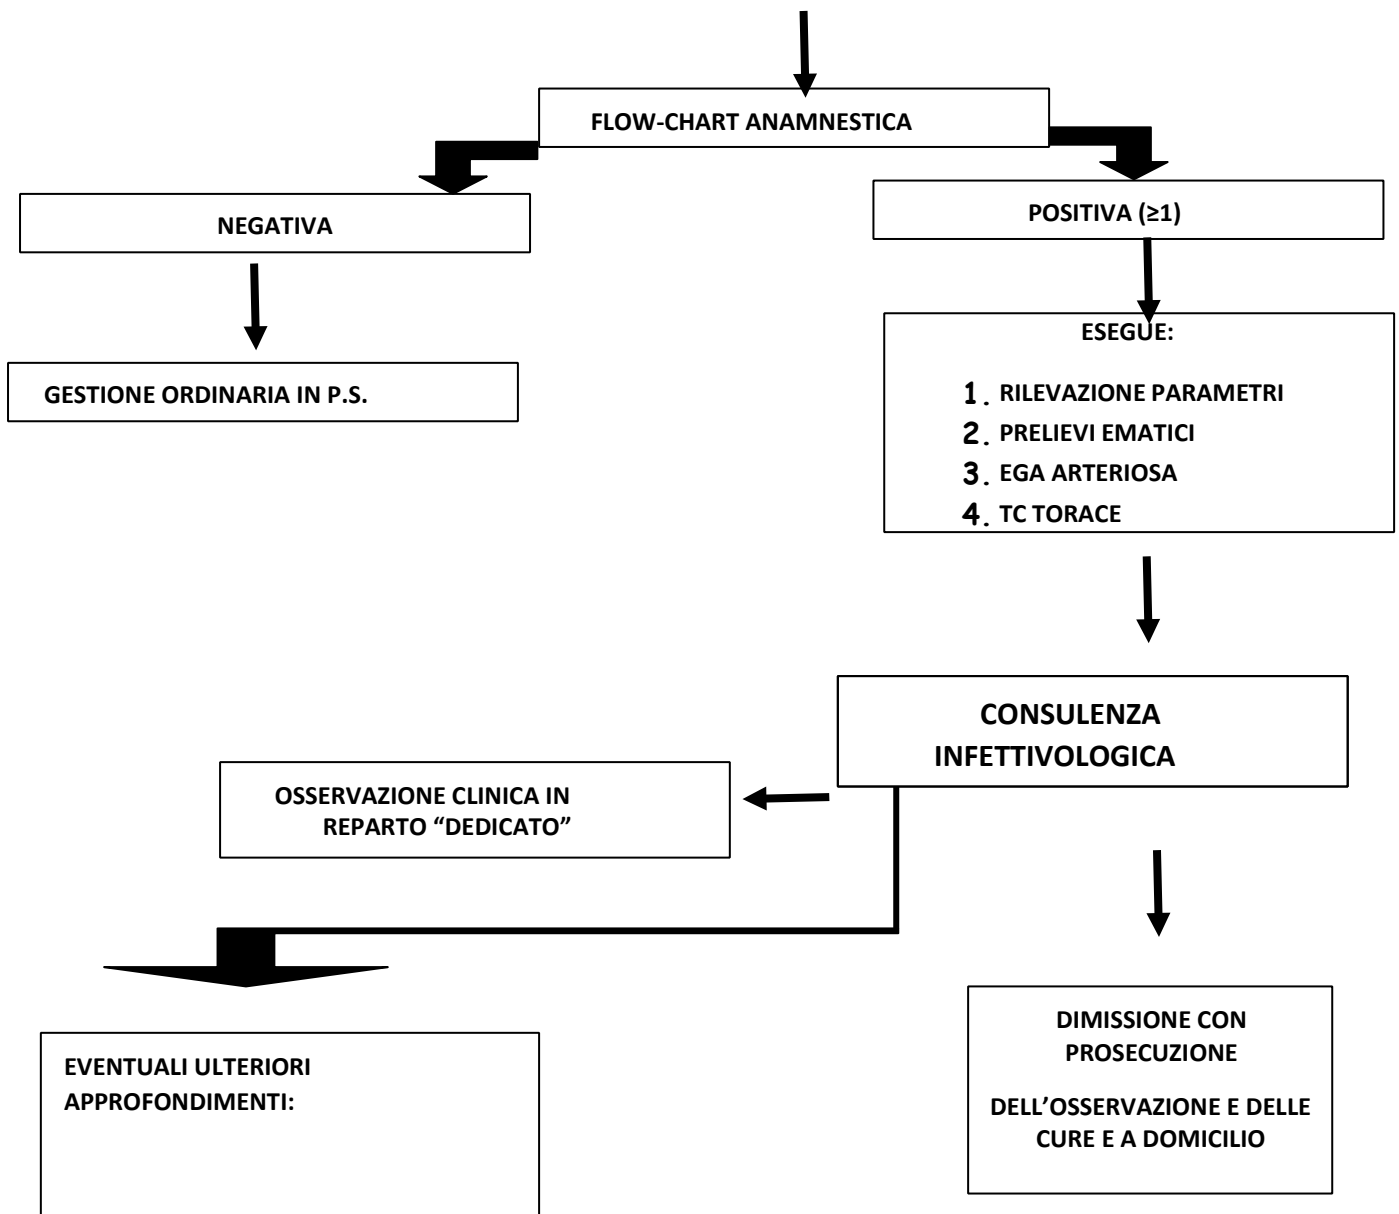 FLOW-CHART ANAMNESTICA
NEGATIVA
POSITIVA (≥1)
GESTIONE ORDINARIA IN P.S.
ESEGUE:
1. RILEVAZIONE PARAMETRI
2. PRELIEVI EMATICI
3. EGA ARTERIOSA
4. TC TORACE
CONSULENZA
INFETTIVOLOGICA
OSSERVAZIONE CLINICA IN
REPARTO “DEDICATO”
EVENTUALI ULTERIORI
APPROFONDIMENTI:
DIMISSIONE CON
PROSECUZIONE
DELL’OSSERVAZIONE E DELLE
CURE E A DOMICILIO